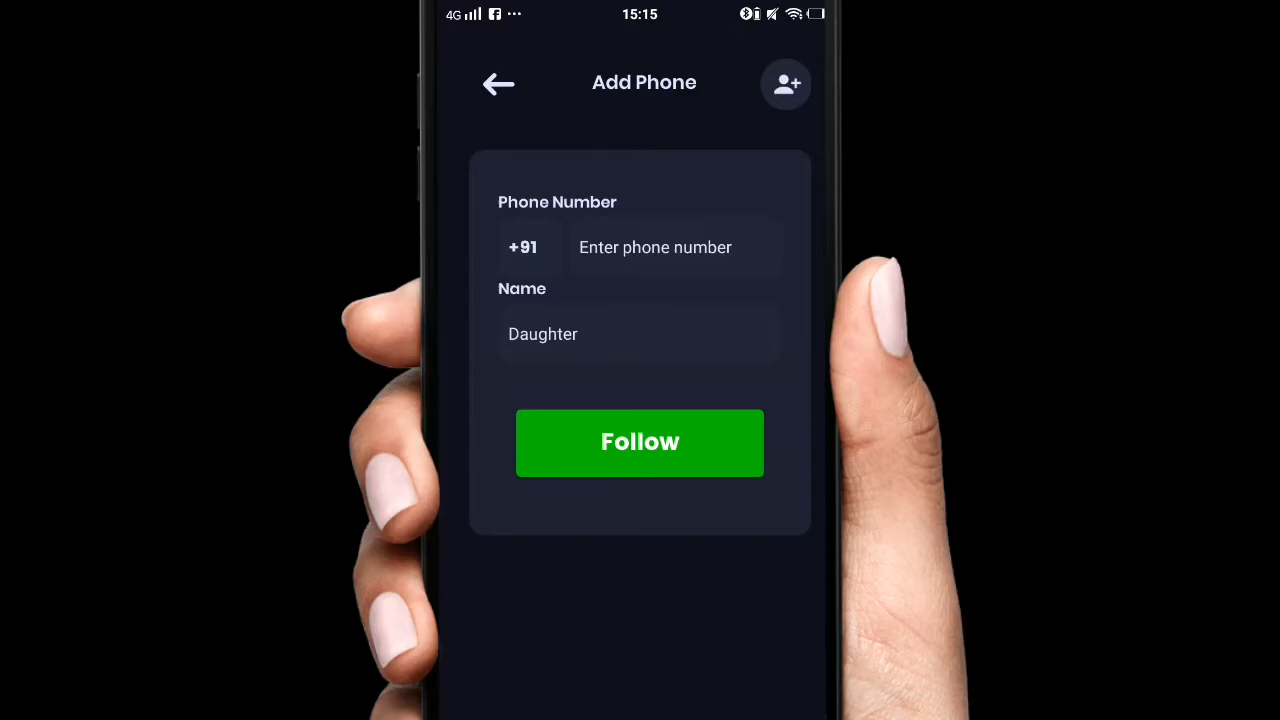 4G 15:15
Add Phone
Phone Number
+91 Enter phone number
Name
Daughter
Follow